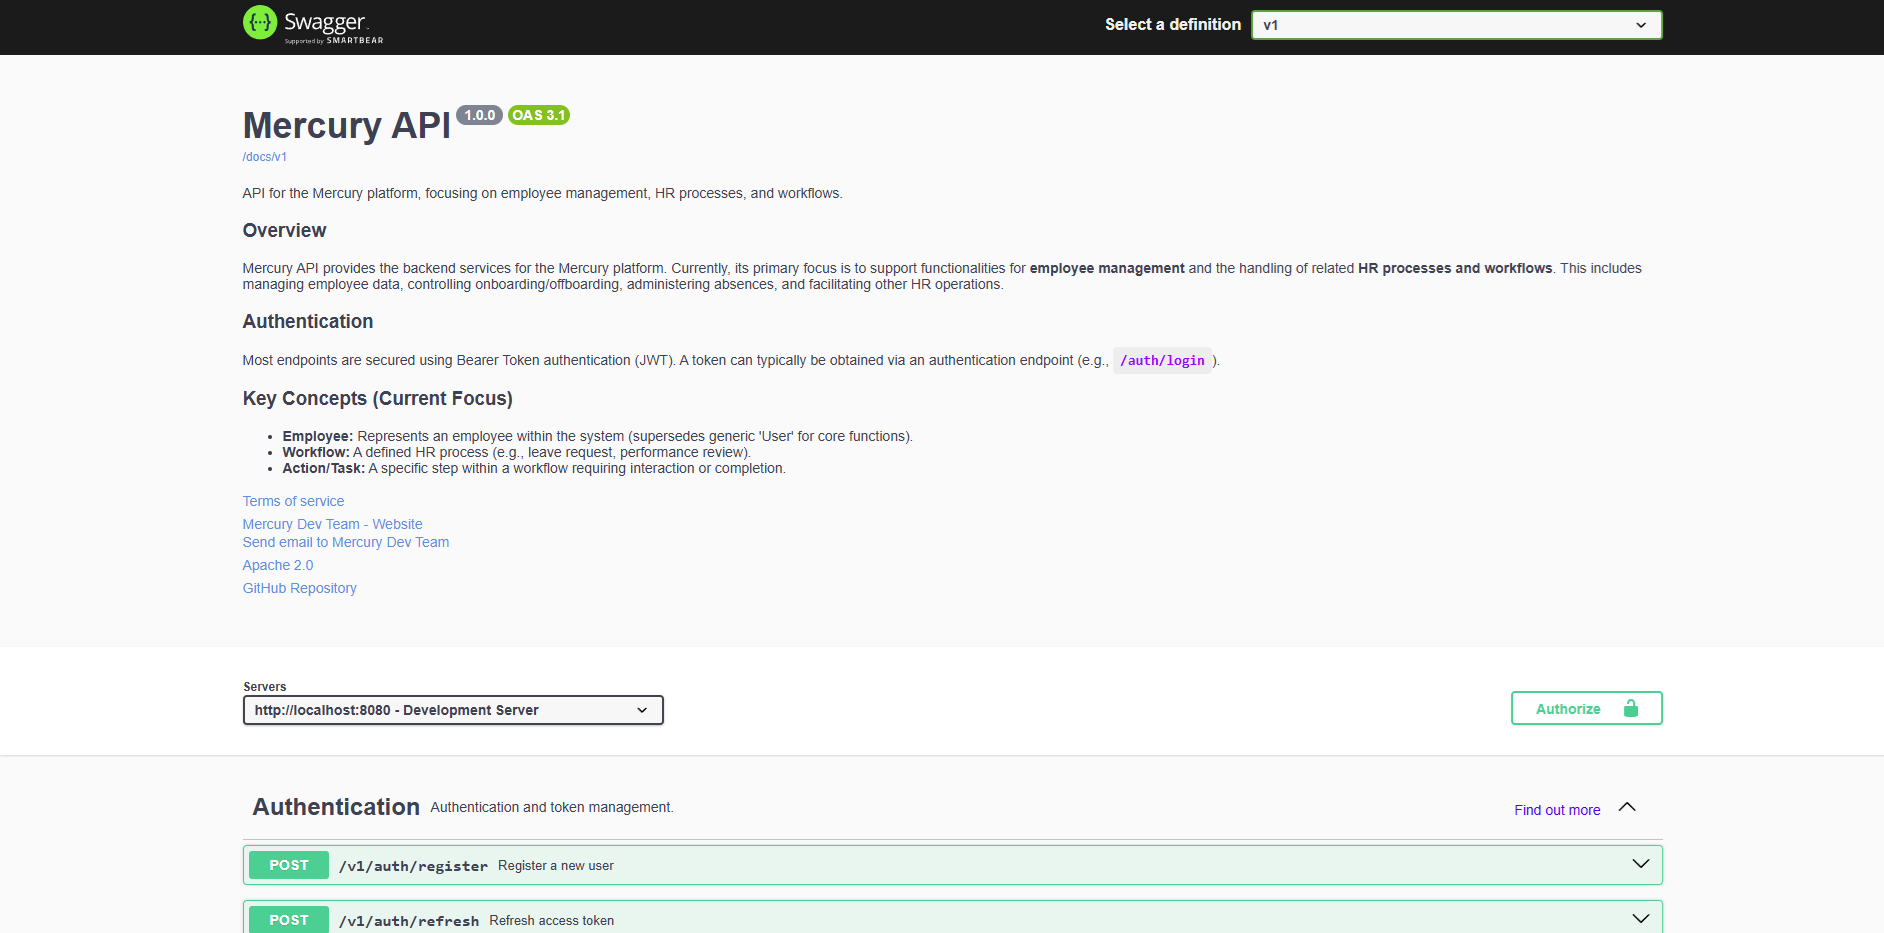 Swagger.
Supported by SMARTBEAR
Select a definition
v1
Mercury API 1.0.0 OAS 3.1
/docs/v1
API for the Mercury platform, focusing on employee management, HR processes, and workflows.
Overview
Mercury API provides the backend services for the Mercury platform. Currently, its primary focus is to support functionalities for employee management and the handling of related HR processes and workflows. This includes
managing employee data, controlling onboarding/offboarding, administering absences, and facilitating other HR operations.
Authentication
Most endpoints are secured using Bearer Token authentication (JWT). A token can typically be obtained via an authentication endpoint (e.g., /auth/login ).
Key Concepts (Current Focus)
• Employee: Represents an employee within the system (supersedes generic 'User' for core functions).
• Workflow: A defined HR process (e.g., leave request, performance review).
• Action/Task: A specific step within a workflow requiring interaction or completion.
Terms of service
Mercury Dev Team - Website
Send email to Mercury Dev Team
Apache 2.0
GitHub Repository
Servers
http://localhost:8080 - Development Server
Authorize
Authentication Authentication and token management.
Find out more
POST /v1/auth/register Register a new user
POST /v1/auth/refresh Refresh access token